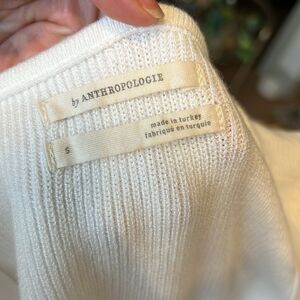 by ANTHROPOLOGIE
S
made in turkey
fabriqué en turquie